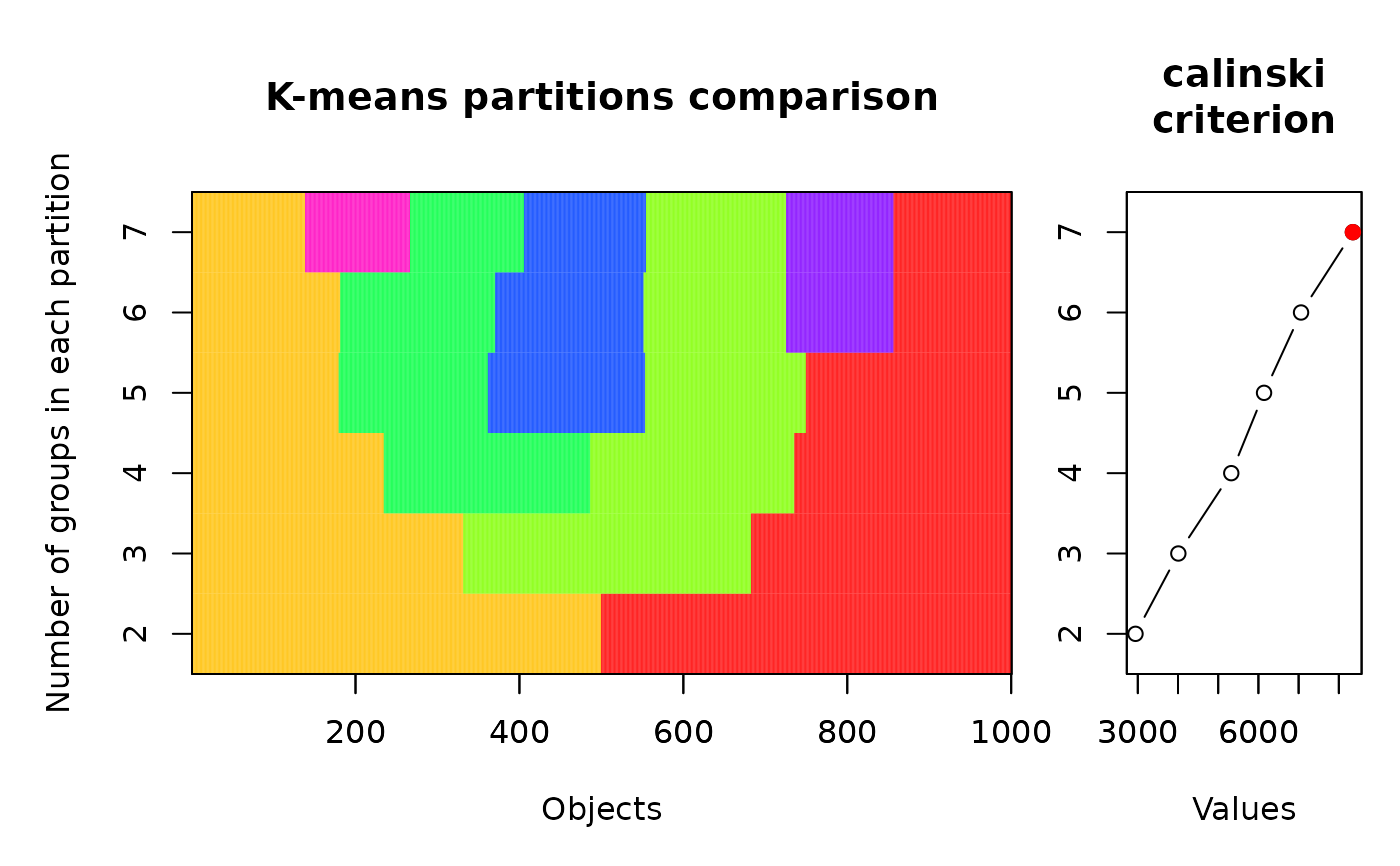 K-means partitions comparison
Number of groups in each partition
7
6
5
4
3
2
200 400 600 800 1000
Objects
calinski
criterion
7
6
5
4
3
2
3000 6000
Values